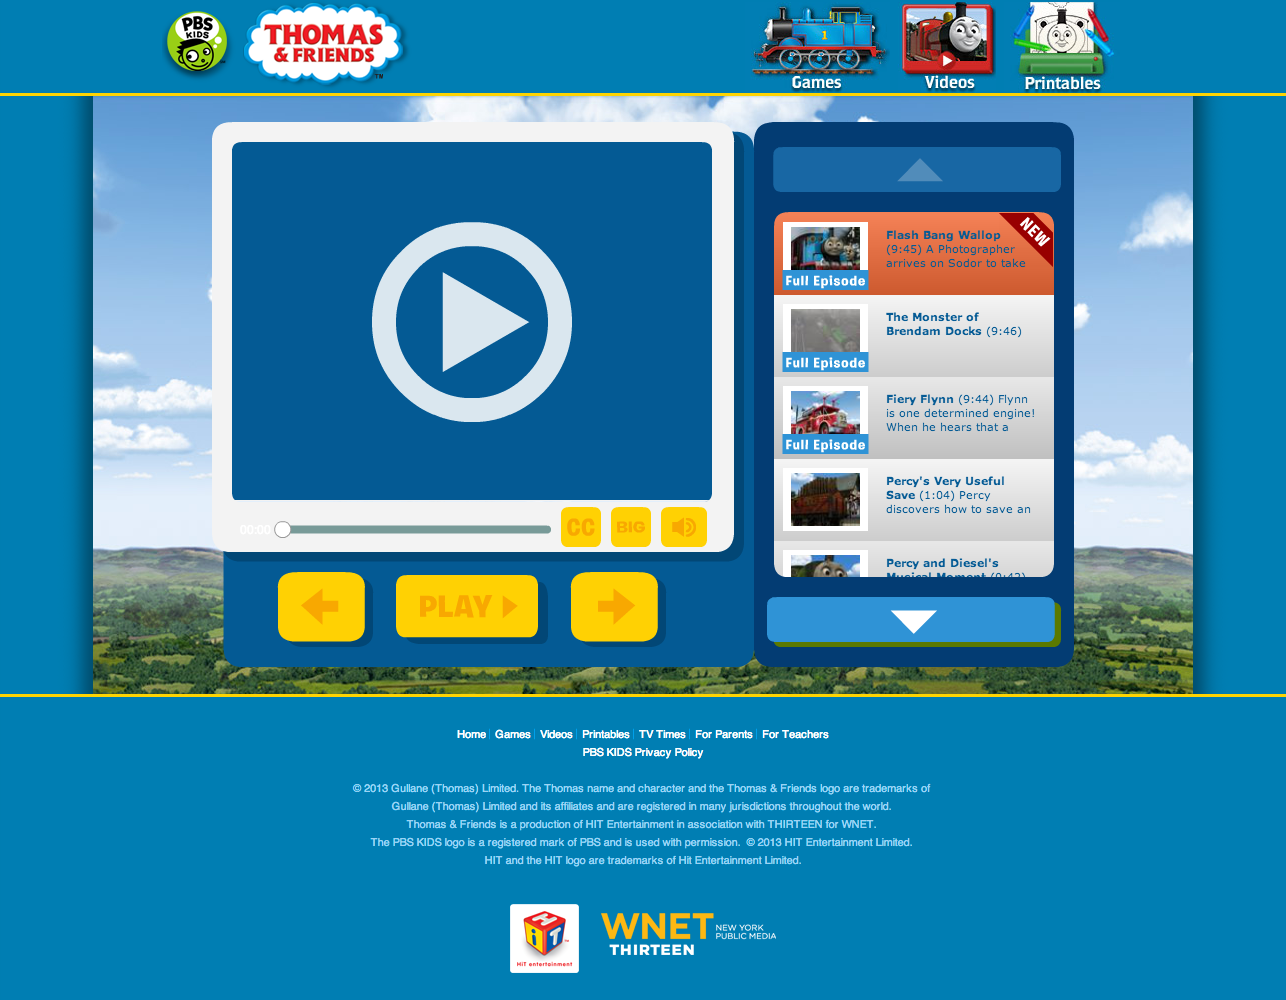 PBS
KIDS
THOMAS
& FRIENDS
TM
1
Games
Videos
Printables
NEW
Flash Bang Wallop
(9:45) A Photographer
arrives on Sodor to take
Full Episode
The Monster of
Brendam Docks (9:46)
Full Episode
Fiery Flynn (9:44) Flynn
is one determined engine!
When he hears that a
Full Episode
Percy's Very Useful
Save (1:04) Percy
discovers how to save an
Percy and Diesel's
Musical Moment (9:42)
00:00
CC
BIG
PLAY
Home | Games | Videos | Printables | TV Times | For Parents | For Teachers
PBS KIDS Privacy Policy
© 2013 Gullane (Thomas) Limited. The Thomas name and character and the Thomas & Friends logo are trademarks of
Gullane (Thomas) Limited and its affiliates and are registered in many jurisdictions throughout the world.
Thomas & Friends is a production of HIT Entertainment in association with THIRTEEN for WNET.
The PBS KIDS logo is a registered mark of PBS and is used with permission. © 2013 HIT Entertainment Limited.
HIT and the HIT logo are trademarks of Hit Entertainment Limited.
HiT
HiT entertainment
WNET
NEW YORK
PUBLIC MEDIA
THIRTEEN